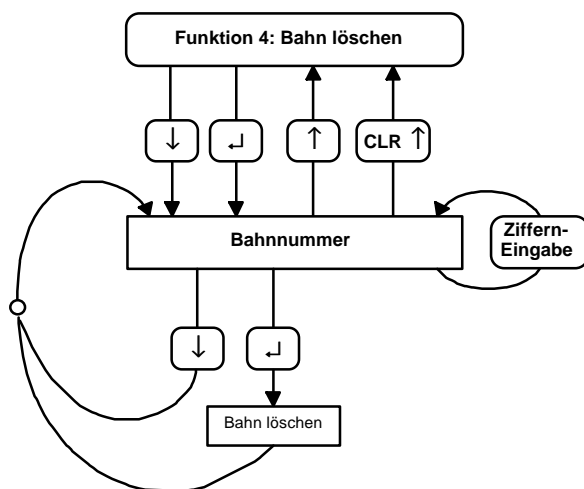 Funktion 4: Bahn löschen
↓ ↵ ↑ CLR ↑
Bahnnummer
Ziffern-
Eingabe
↓ ↵
Bahn löschen